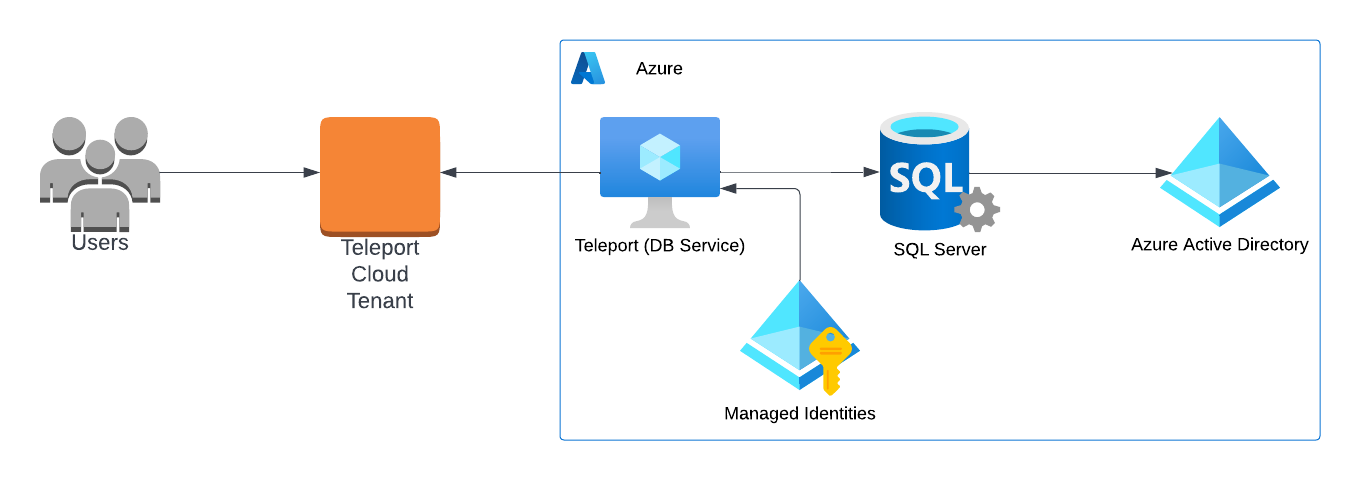 Azure
SQL
Users
Teleport
Cloud
Tenant
Teleport (DB Service)
SQL Server
Azure Active Directory
Managed Identities